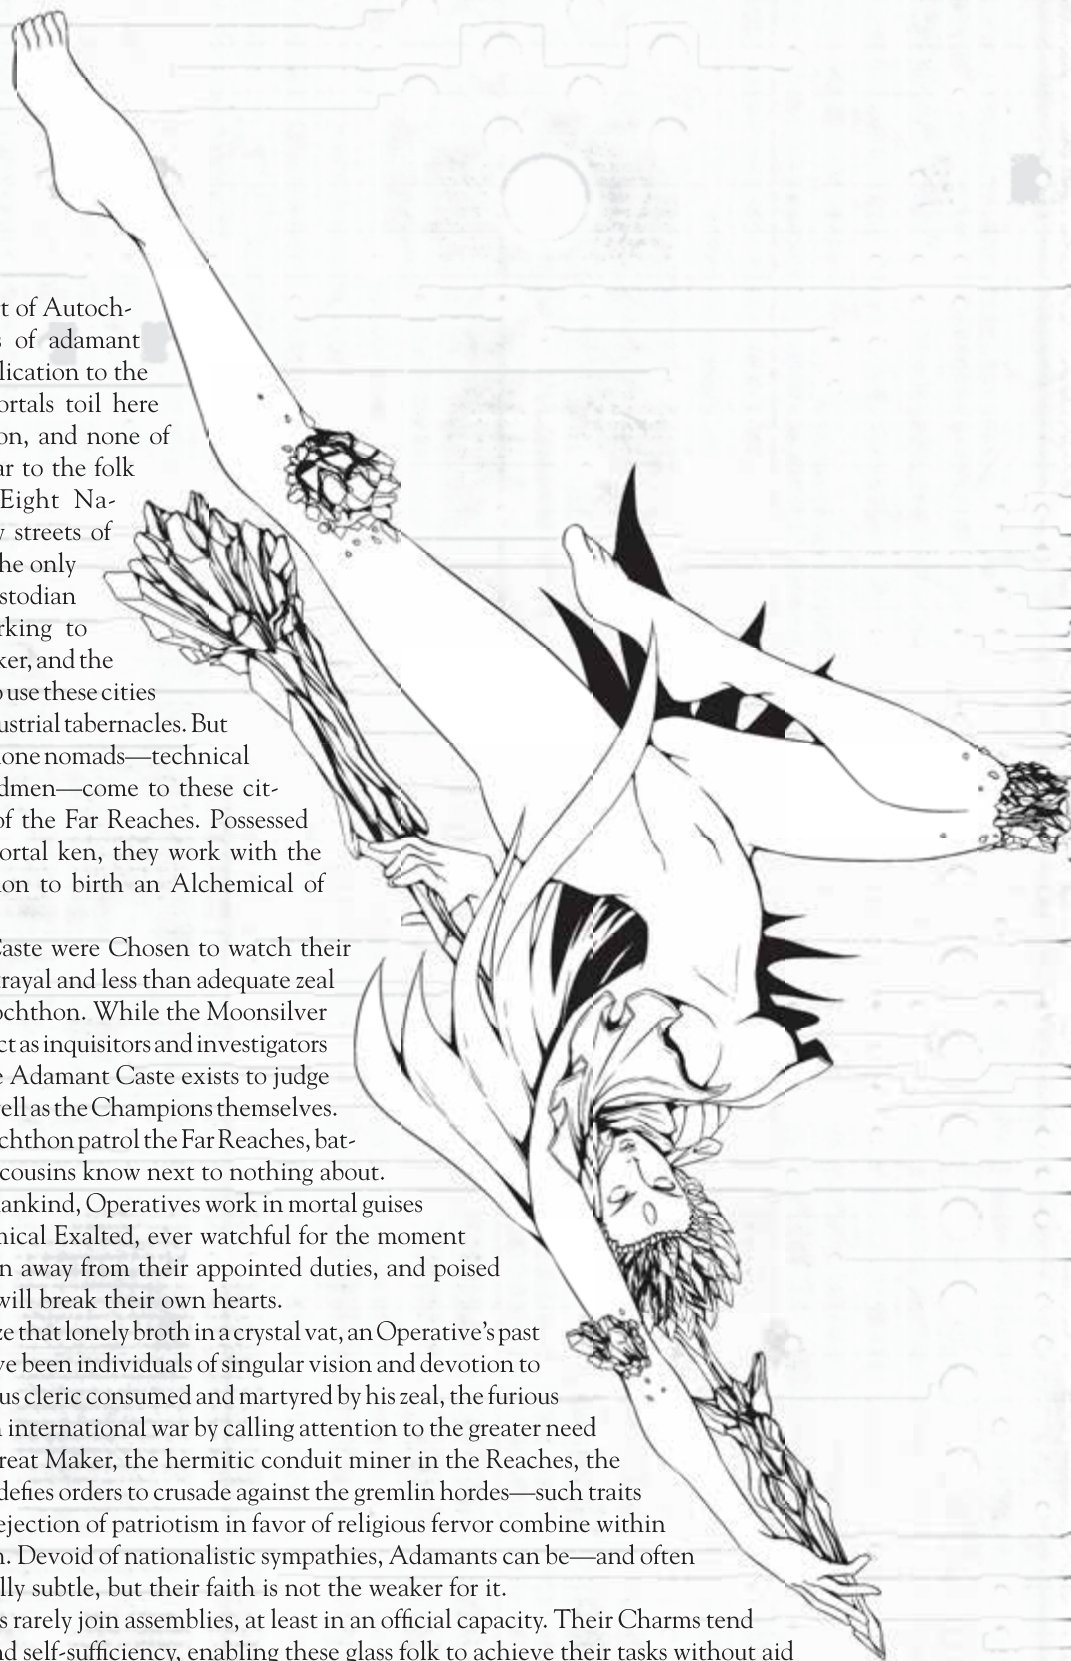 t of Autoch-
s of adamant
lication to the
ortals toil here
on, and none of
ar to the folk
Eight Na-
y streets of
he only
stodian
rking to
ker, and the
o use these cities
ustrial tabernacles. But
lone nomads—technical
dmen—come to these cit-
of the Far Reaches. Possessed
ortal ken, they work with the
ion to birth an Alchemical of
Caste were Chosen to watch their
trayal and less than adequate zeal
ochthon. While the Moonsilver
ct as inquisitors and investigators
e Adamant Caste exists to judge
vell as the Champions themselves.
chthon patrol the Far Reaches, bat-
cousins know next to nothing about.
nankind, Operatives work in mortal guises
mical Exalted, ever watchful for the moment
n away from their appointed duties, and poised
will break their own hearts.
ze that lonely broth in a crystal vat, an Operative's past
ve been individuals of singular vision and devotion to
us cleric consumed and martyred by his zeal, the furious
n international war by calling attention to the greater need
reat Maker, the hermitic conduit miner in the Reaches, the
defies orders to crusade against the gremlin hordes—such traits
ejection of patriotism in favor of religious fervor combine within
n. Devoid of nationalistic sympathies, Adamants can be—and often
lly subtle, but their faith is not the weaker for it.
s rarely join assemblies, at least in an official capacity. Their Charms tend
nd self-sufficiency, enabling these glass folk to achieve their tasks without aid